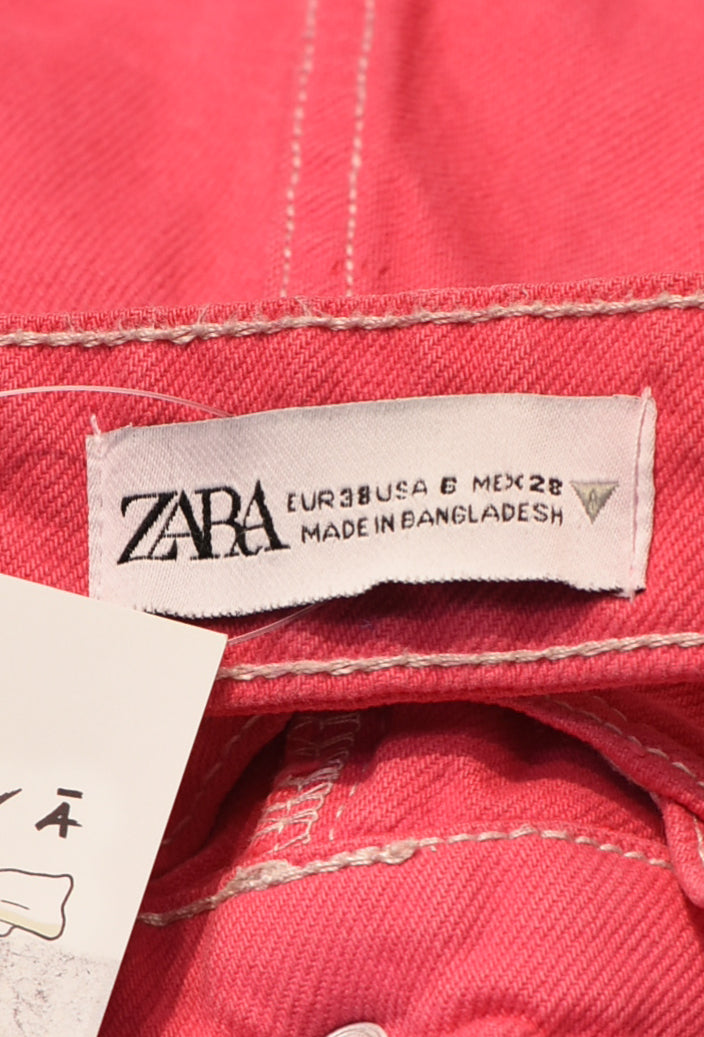 ZARA
EUR 38 USA 6 MEX 28
MADE IN BANGLADESH
Ā